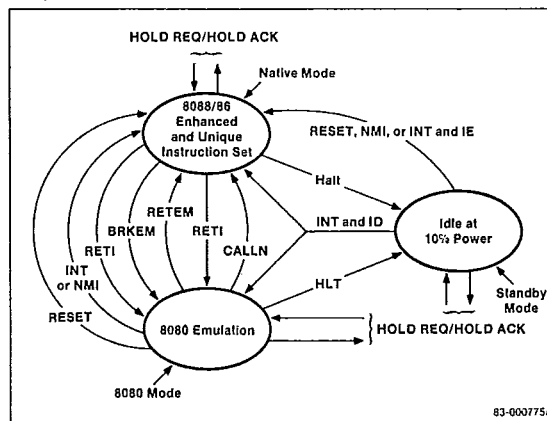 HOLD REQ/HOLD ACK
Native Mode
8088/86
Enhanced
and Unique
Instruction Set
RESET, NMI, or INT and IE
Halt
RETEM
BRKEM
RETI
CALLN
RETI
INT
or NMI
RESET
INT and ID
Idle at
10% Power
HLT
Standby
Mode
8080 Emulation
HOLD REQ/HOLD ACK
8080 Mode